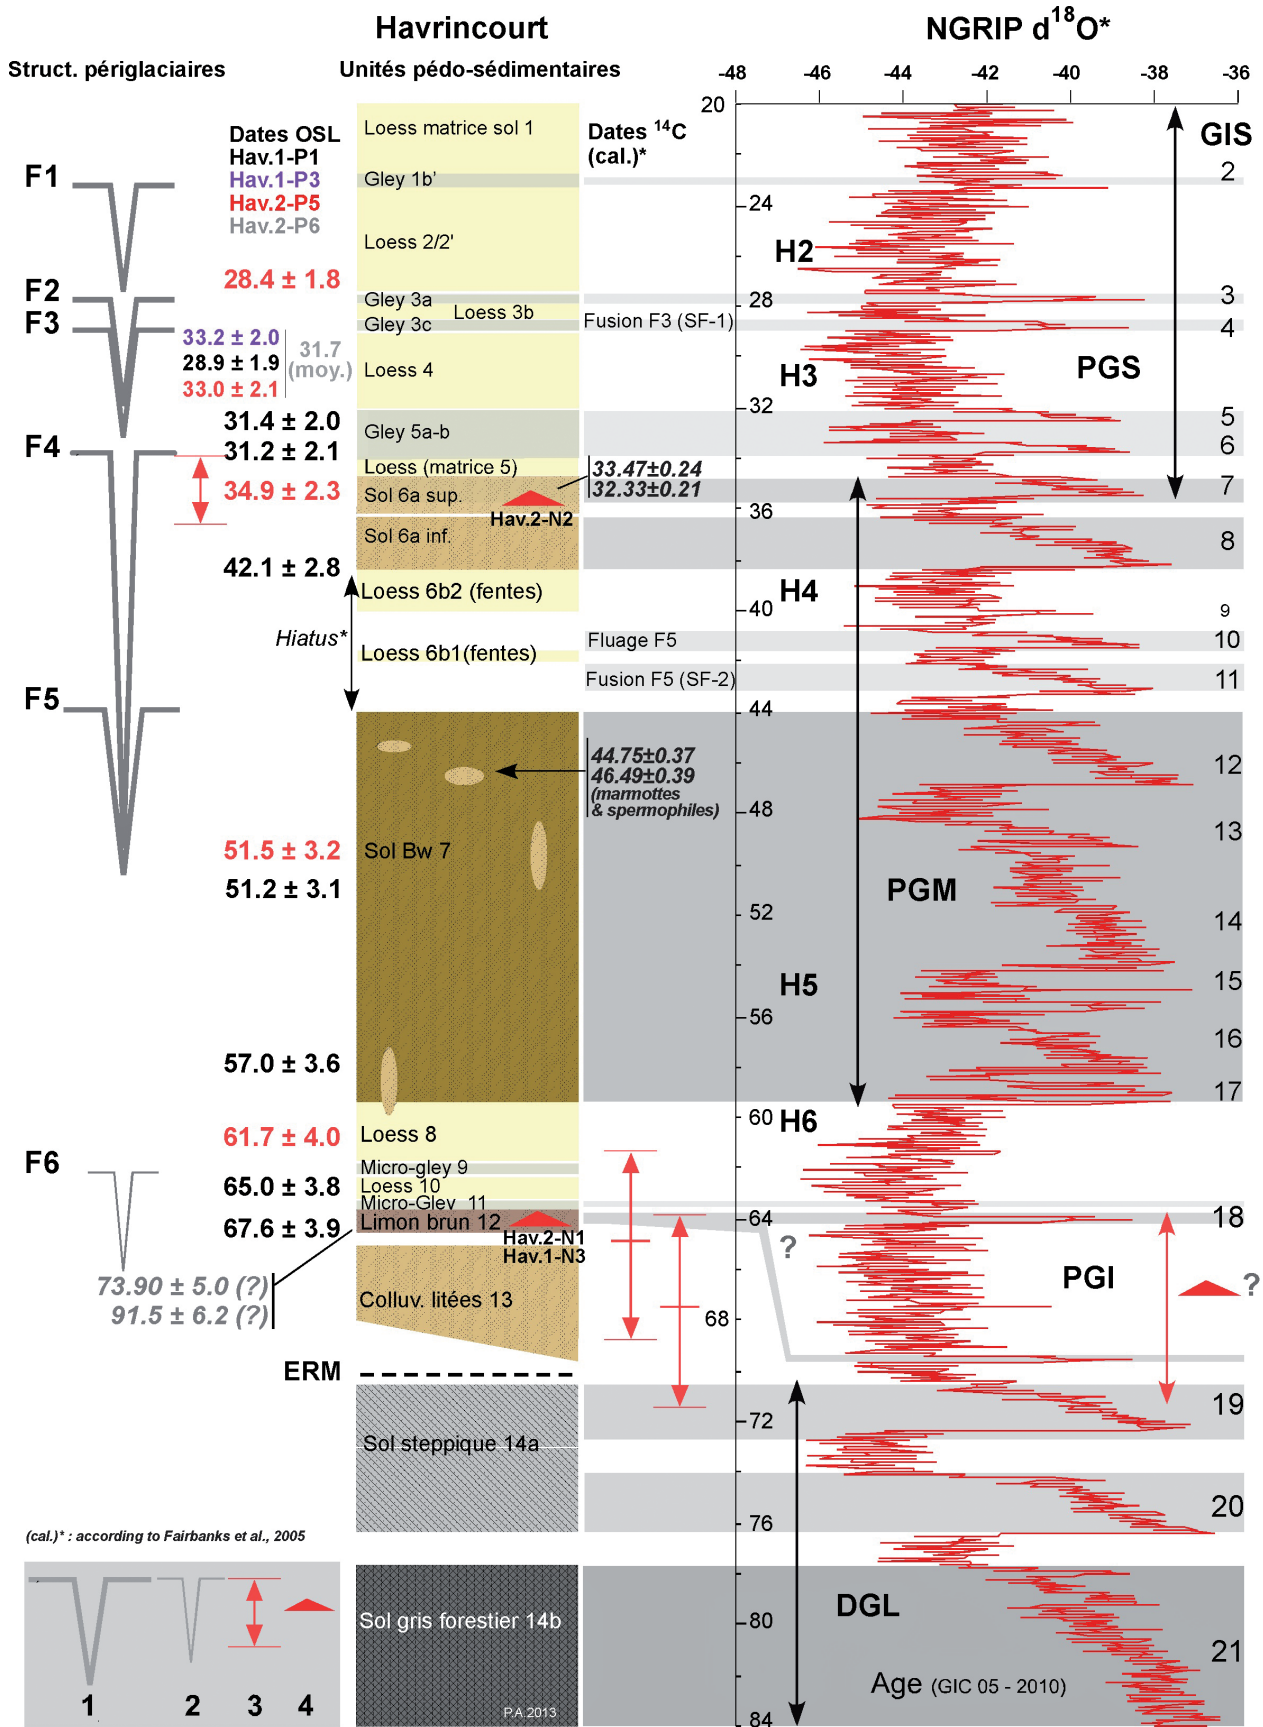 Havrincourt
NGRIP d18O*
Struct. périglaciaires
Unités pédo-sédimentaires
-48 -46 -44 -42 -40 -38 -36
Dates OSL
Hav.1-P1
Hav.1-P3
Hav.2-P5
Hav.2-P6
Dates 14C
(cal.)*
GIS
F1
F2
F3
F4
F5
F6
28.4 ± 1.8
33.2 ± 2.0
28.9 ± 1.9
33.0 ± 2.1
31.7
(moy.)
31.4 ± 2.0
31.2 ± 2.1
34.9 ± 2.3
42.1 ± 2.8
Hiatus*
51.5 ± 3.2
51.2 ± 3.1
57.0 ± 3.6
61.7 ± 4.0
65.0 ± 3.8
67.6 ± 3.9
73.90 ± 5.0 (?)
91.5 ± 6.2 (?)
ERM
Loess matrice sol 1
Gley 1b'
Loess 2/2'
Gley 3a
Loess 3b
Gley 3c
Loess 4
Gley 5a-b
Loess (matrice 5)
Sol 6a sup.
Hav.2-N2
Sol 6a inf.
Loess 6b2 (fentes)
Loess 6b1(fentes)
Sol Bw 7
Loess 8
Micro-gley 9
Loess 10
Micro-Gley 11
Limon brun 12
Hav.2-N1
Hav.1-N3
Colluv. litées 13
Sol steppique 14a
Sol gris forestier 14b
P.A.2013
Fusion F3 (SF-1)
33.47±0.24
32.33±0.21
Fluage F5
Fusion F5 (SF-2)
44.75±0.37
46.49±0.39
(marmottes
& spermophiles)
20
24
28
32
36
40
44
48
52
56
60
64
68
72
76
80
84
H2
H3
H4
H5
H6
PGS
PGM
PGI
DGL
?
?
Age (GIC 05 - 2010)
2
3
4
5
6
7
8
9
10
11
12
13
14
15
16
17
18
19
20
21
(cal.)* : according to Fairbanks et al., 2005
1 2 3 4